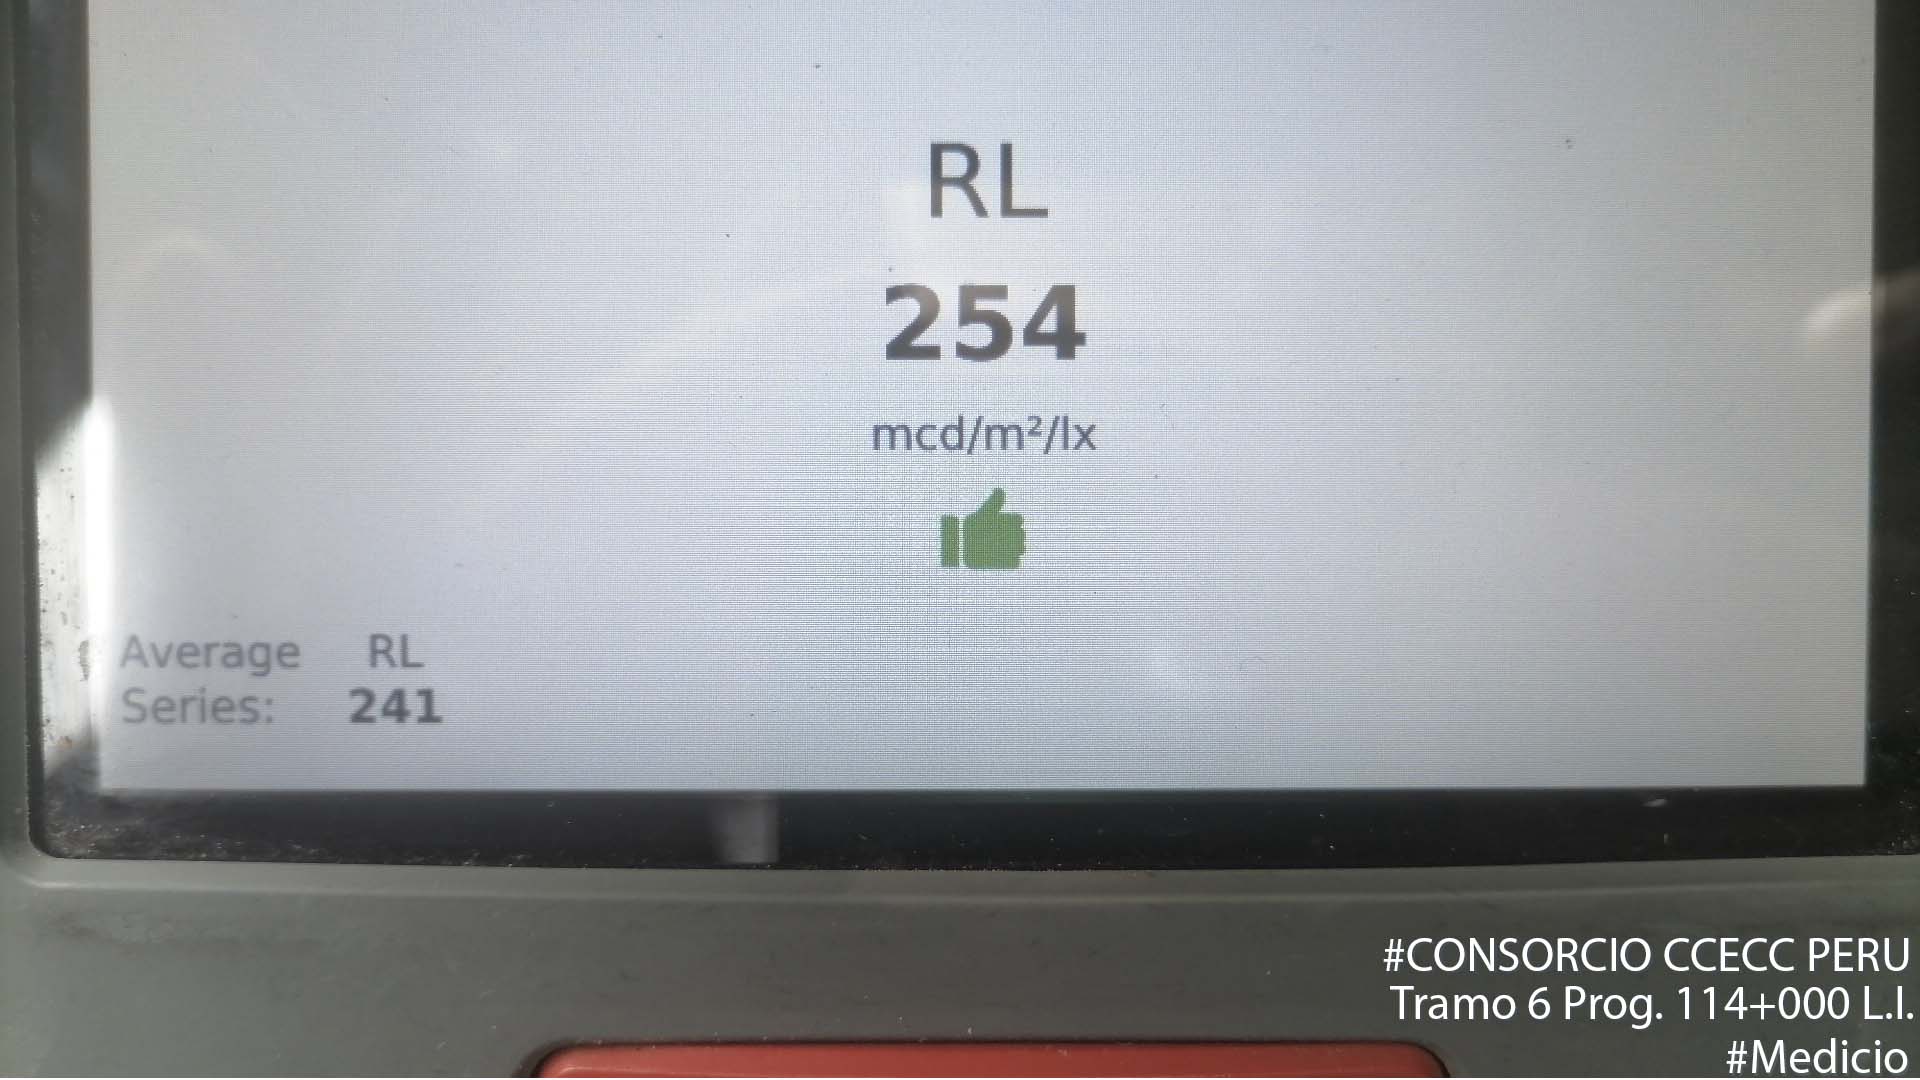 RL
254
mcd/m²/lx
Average RL
Series: 241
#CONSORCIO CCECC PERU
Tramo 6 Prog. 114+000 L.I.
#Medicio